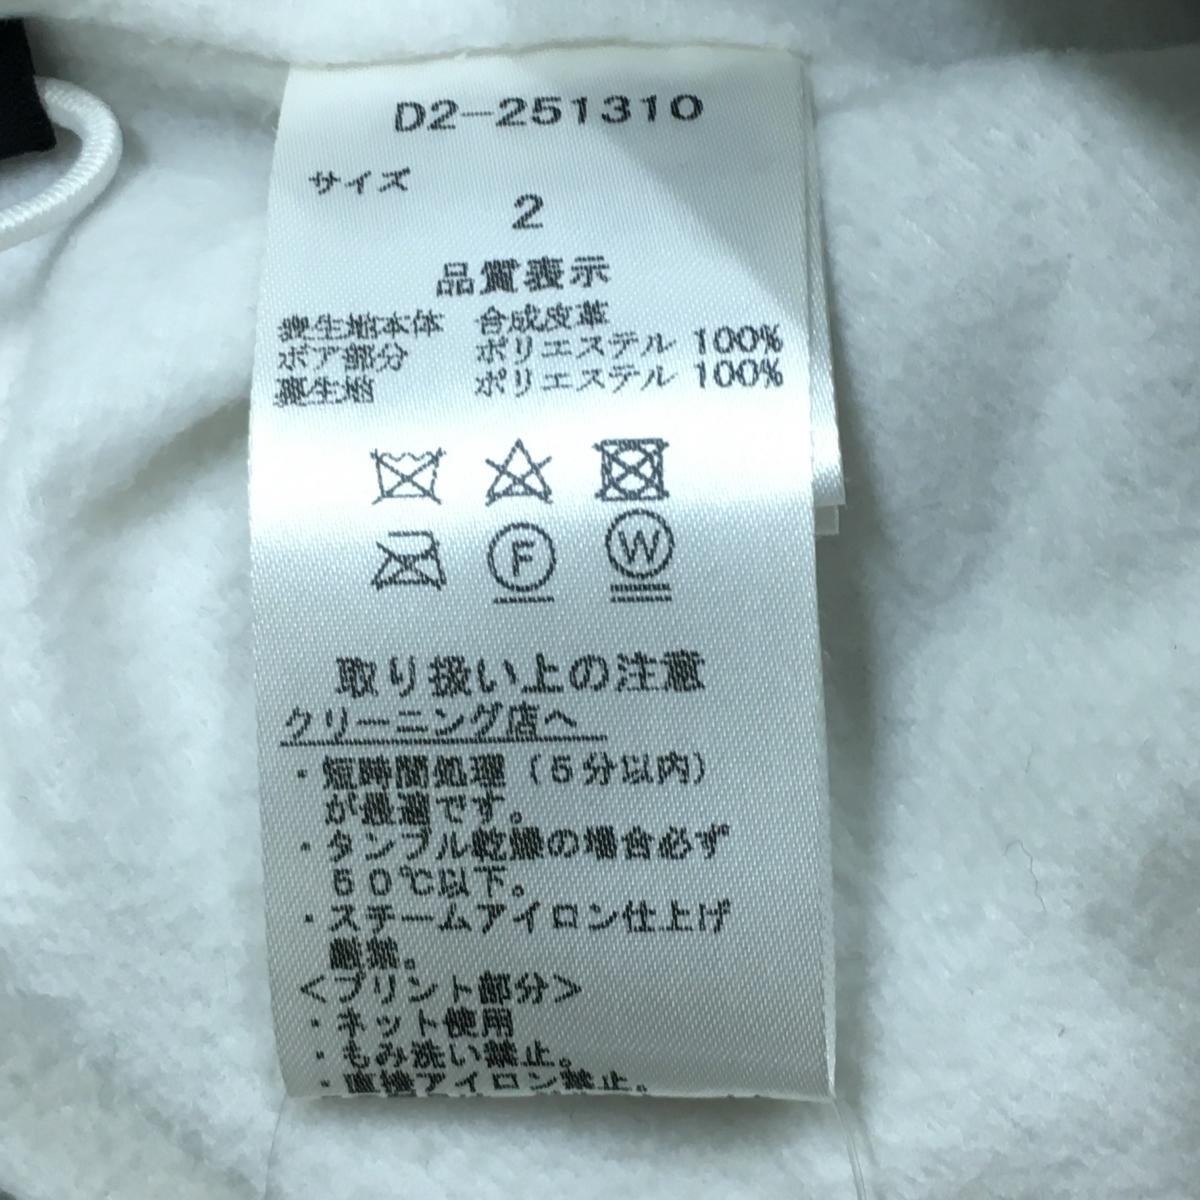 D2-251310
サイズ
2
品質表示
表生地本体 合成皮革
ボア部分 ポリエステル 100%
裏生地 ポリエステル 100%
F W
取り扱い上の注意
クリーニング店へ
・短時間処理（5分以内）
が最適です。
・タンブル乾燥の場合必ず
50℃以下。
・スチームアイロン仕上げ
厳禁。
＜プリント部分＞
・ネット使用
・もみ洗い禁止。
・直接アイロン禁止。